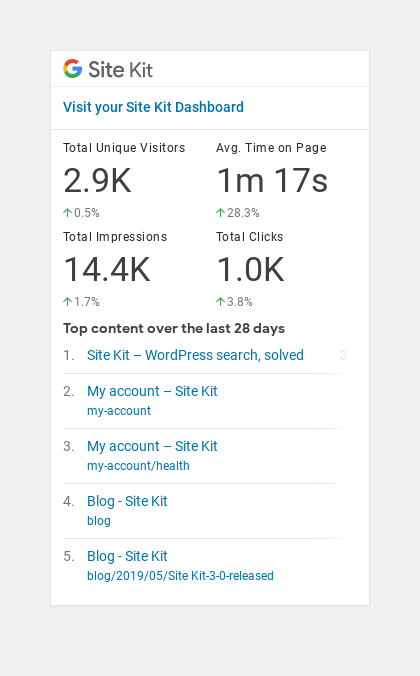 Site Kit
Visit your Site Kit Dashboard
Total Unique Visitors
2.9K
0.5%
Avg. Time on Page
1m 17s
28.3%
Total Impressions
14.4K
1.7%
Total Clicks
1.0K
3.8%
Top content over the last 28 days
1. Site Kit – WordPress search, solved 3
2. My account – Site Kit
my-account
3. My account – Site Kit
my-account/health
4. Blog - Site Kit
blog
5. Blog - Site Kit
blog/2019/05/Site Kit-3-0-released